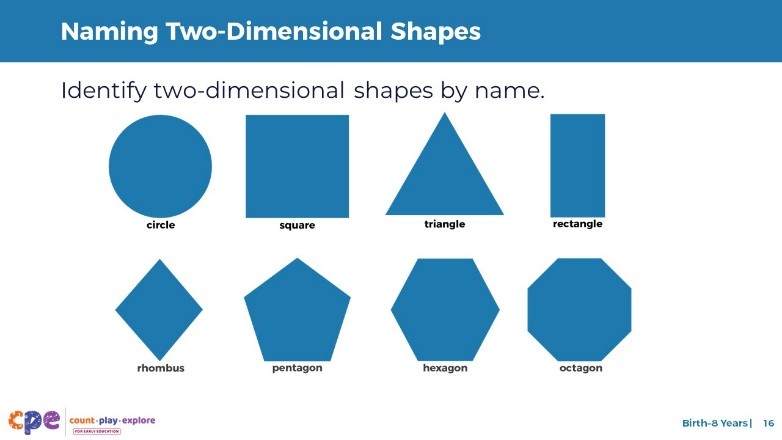 Naming Two-Dimensional Shapes
Identify two-dimensional shapes by name.
circle
square
triangle
rectangle
rhombus
pentagon
hexagon
octagon
cpe
count·play·explore
FOR EARLY EDUCATION
Birth-8 Years | 16